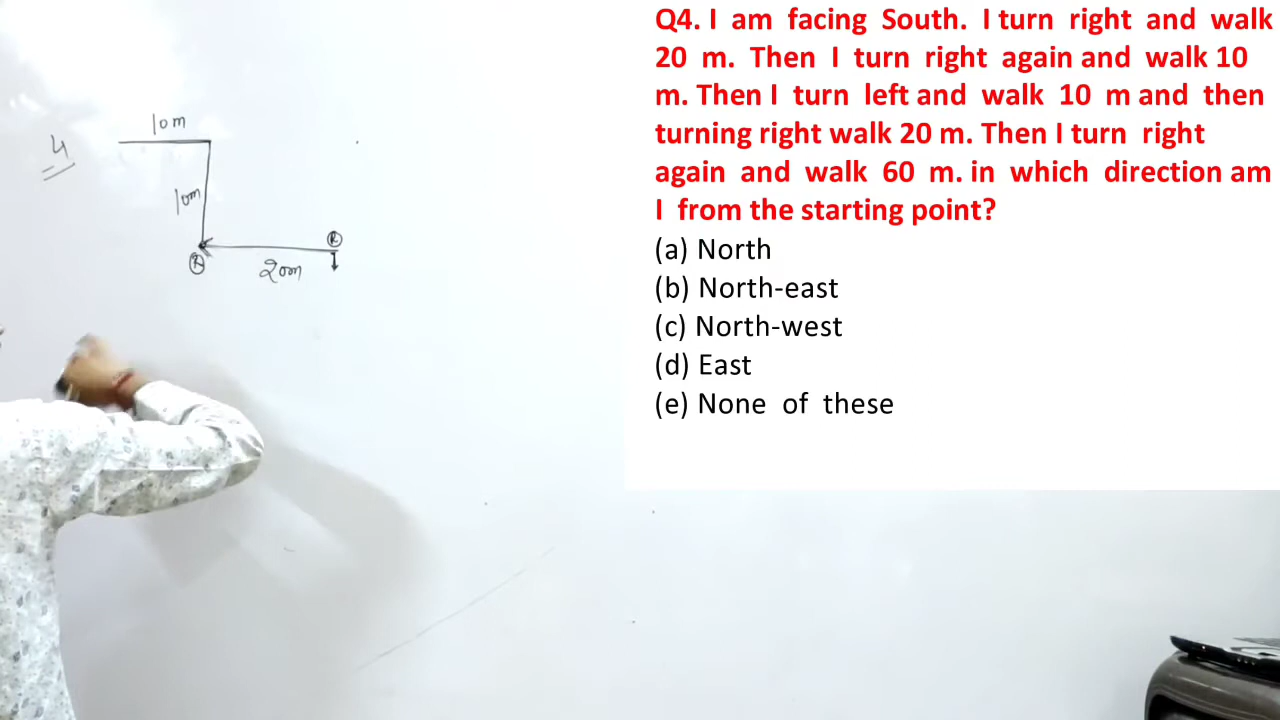 Q4. I am facing South. I turn right and walk
20 m. Then I turn right again and walk 10
m. Then I turn left and walk 10 m and then
turning right walk 20 m. Then I turn right
again and walk 60 m. in which direction am
I from the starting point?
(a) North
(b) North-east
(c) North-west
(d) East
(e) None of these
4
10m
10m
R
R
20m